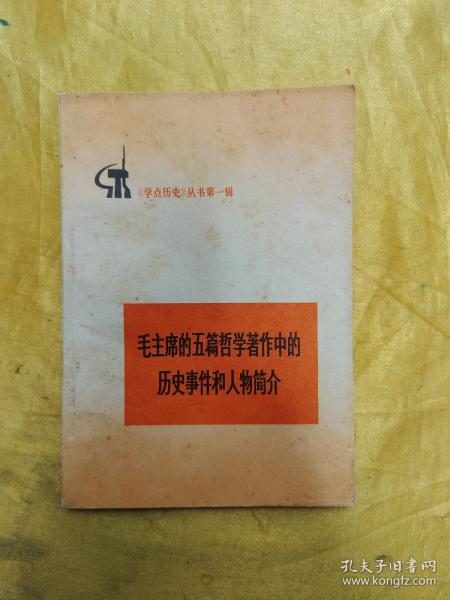 《学点历史》丛书第一辑
毛主席的五篇哲学著作中的
历史事件和人物简介
孔夫子旧书网
www.kongfz.com